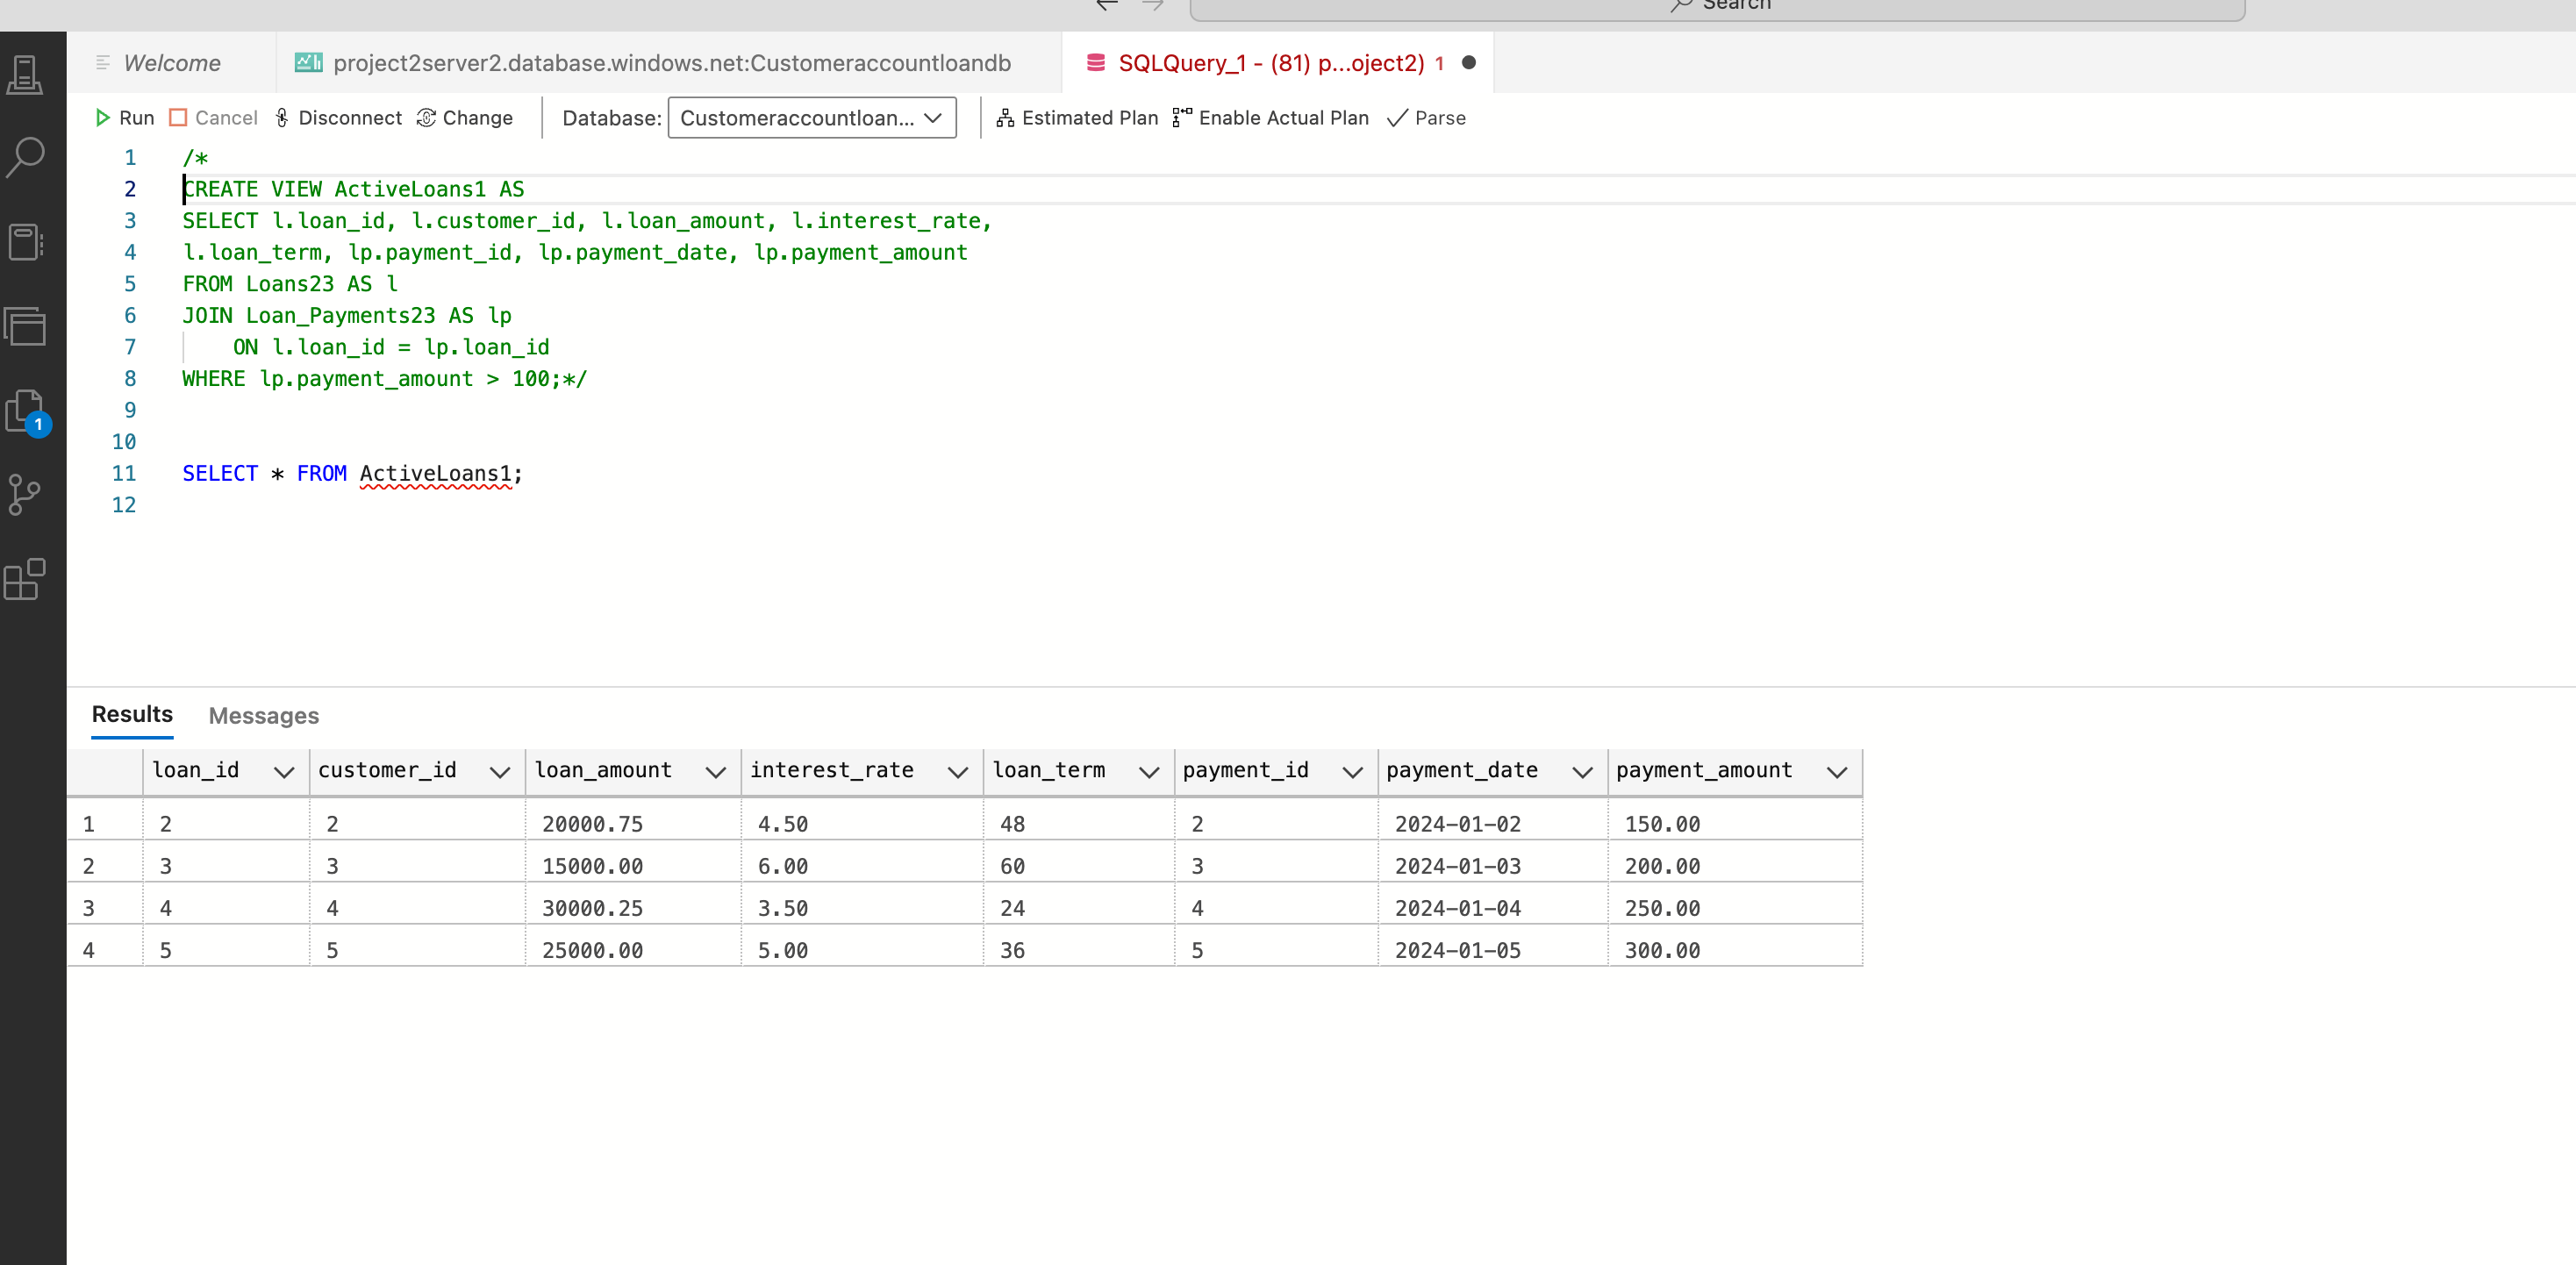 Search
Welcome
project2server2.database.windows.net:Customeraccountloandb
SQLQuery_1 - (81) p...oject2) 1
Run Cancel Disconnect Change Database: Customeraccountloan... Estimated Plan Enable Actual Plan Parse
1 /*
2 CREATE VIEW ActiveLoans1 AS
3 SELECT l.loan_id, l.customer_id, l.loan_amount, l.interest_rate,
4 l.loan_term, lp.payment_id, lp.payment_date, lp.payment_amount
5 FROM Loans23 AS l
6 JOIN Loan_Payments23 AS lp
7 ON l.loan_id = lp.loan_id
8 WHERE lp.payment_amount > 100;*/
9
10
11 SELECT * FROM ActiveLoans1;
12
1
Results Messages
loan_id customer_id loan_amount interest_rate loan_term payment_id payment_date payment_amount
1 2 2 20000.75 4.50 48 2 2024-01-02 150.00
2 3 3 15000.00 6.00 60 3 2024-01-03 200.00
3 4 4 30000.25 3.50 24 4 2024-01-04 250.00
4 5 5 25000.00 5.00 36 5 2024-01-05 300.00